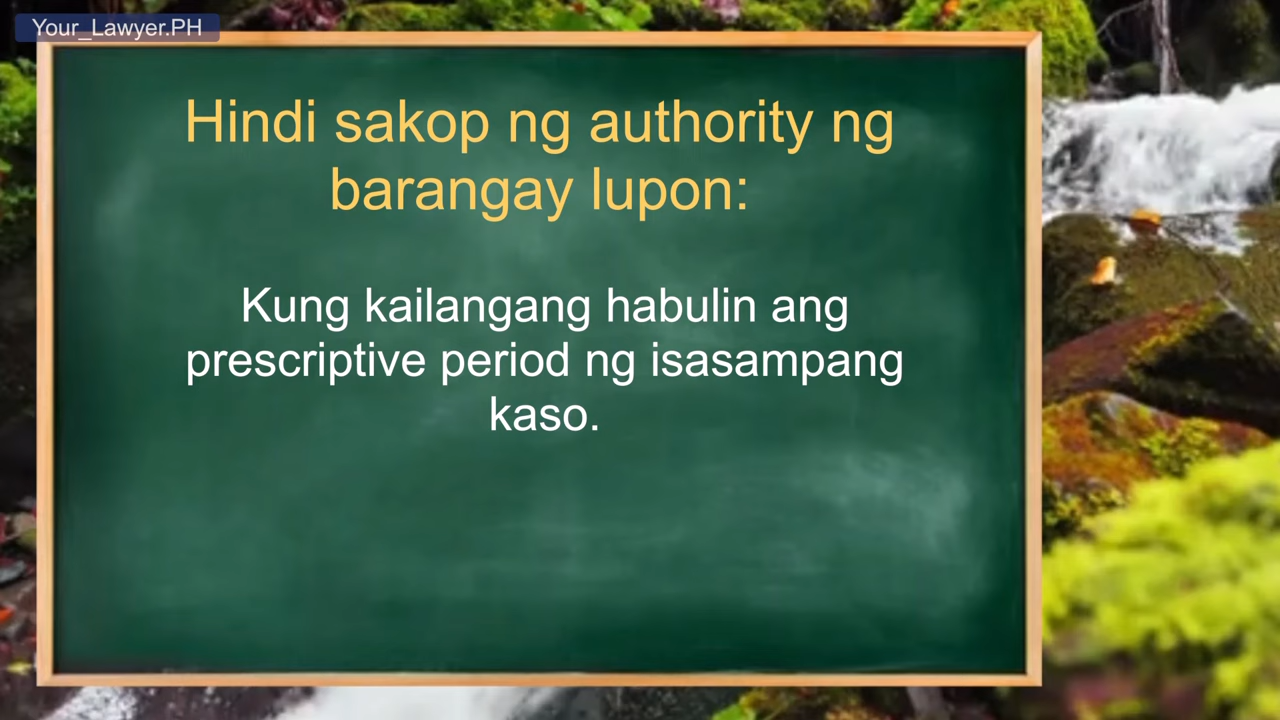 Your_Lawyer.PH
Hindi sakop ng authority ng
barangay lupon:
Kung kailangang habulin ang
prescriptive period ng isasampang
kaso.